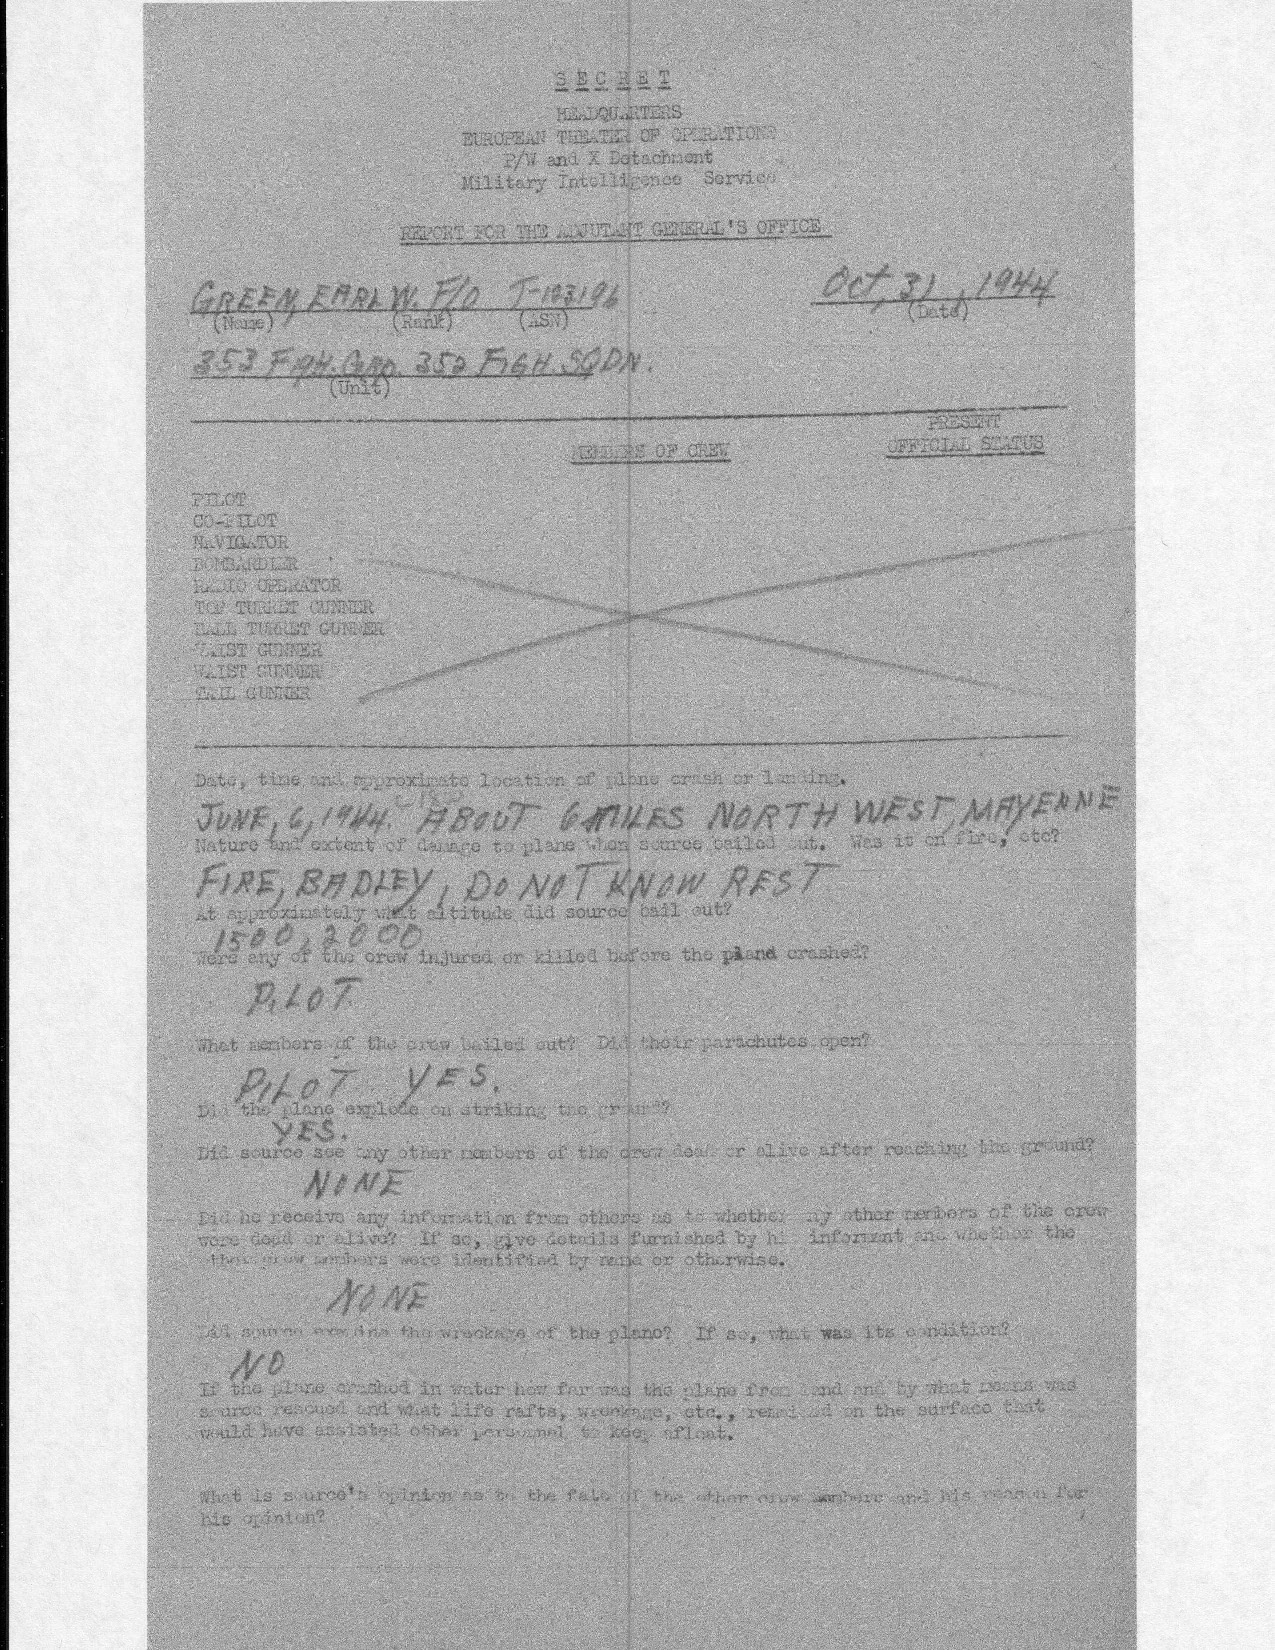 SECRET
HEADQUARTERS
EUROPEAN THEATER OF OPERATIONS
P/W and X Detachment
Military Intelligence Service
REPORT FOR THE ADJUTANT GENERAL'S OFFICE
GREEN, EARL W. F/O T-193196 Oct, 31, 1944
(Name) (Rank) (ASN) (Date)
353 FIGH. GRP. 352 FIGH SQDN.
(Unit)
PRESENT
MEMBERS OF CREW OFFICIAL STATUS
PILOT
CO-PILOT
NAVIGATOR
BOMBARDIER
RADIO OPERATOR
TOP TURRET GUNNER
BALL TURRET GUNNER
WAIST GUNNER
WAIST GUNNER
TAIL GUNNER
Date, time and approximate location of plane crash or landing.
JUNE, 6, 1944. ABOUT 6 MILES NORTH WEST, MAYENNE
Nature and extent of damage to plane when source bailed out. Was it on fire, etc?
FIRE, BADLEY, DO NOT KNOW REST
At approximately what altitude did source bail out?
1500, 2000
Were any of the crew injured or killed before the pland crashed?
PILOT
What members of the crew bailed out? Did their parachutes open?
PILOT YES.
Did the plane explode on striking the ground?
YES.
Did source see any other members of the crew dead or alive after reaching the ground?
NONE
Did he receive any information from others as to whether any other members of the crew
were dead or alive? If so, give details furnished by his informant and whether the
other crew members were identified by name or otherwise.
NONE
Did source examine the wreckage of the plane? If so, what was its condition?
NO
If the plane crashed in water how far was the plane from land and by what means was
source rescued and what life rafts, wreckage, etc., remained on the surface that
would have assisted other personnel to keep afloat.
What is source's opinion as to the fate of the other crew members and his reason for
his opinion?